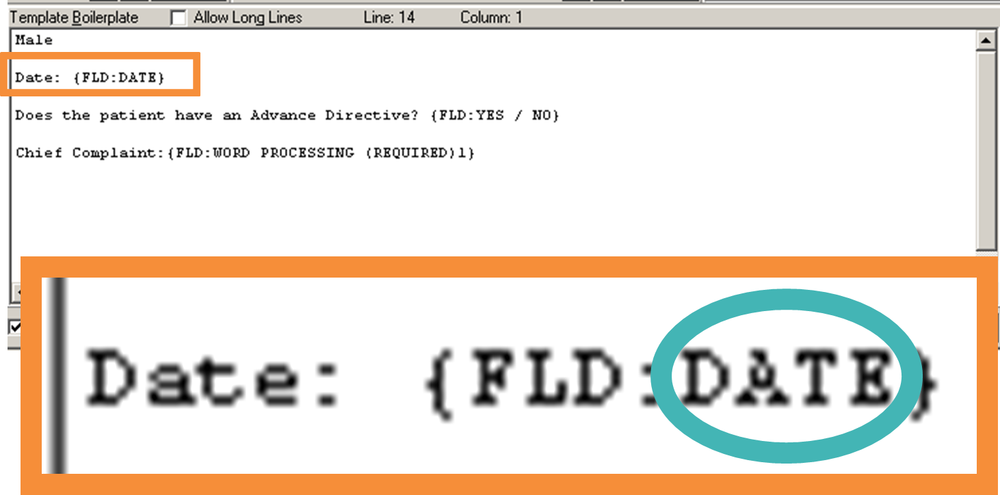 Template Boilerplate Allow Long Lines Line: 14 Column: 1
Male
Date: {FLD:DATE}
Does the patient have an Advance Directive? {FLD:YES / NO}
Chief Complaint:{FLD:WORD PROCESSING (REQUIRED)1}
Date: {FLD:DATE}